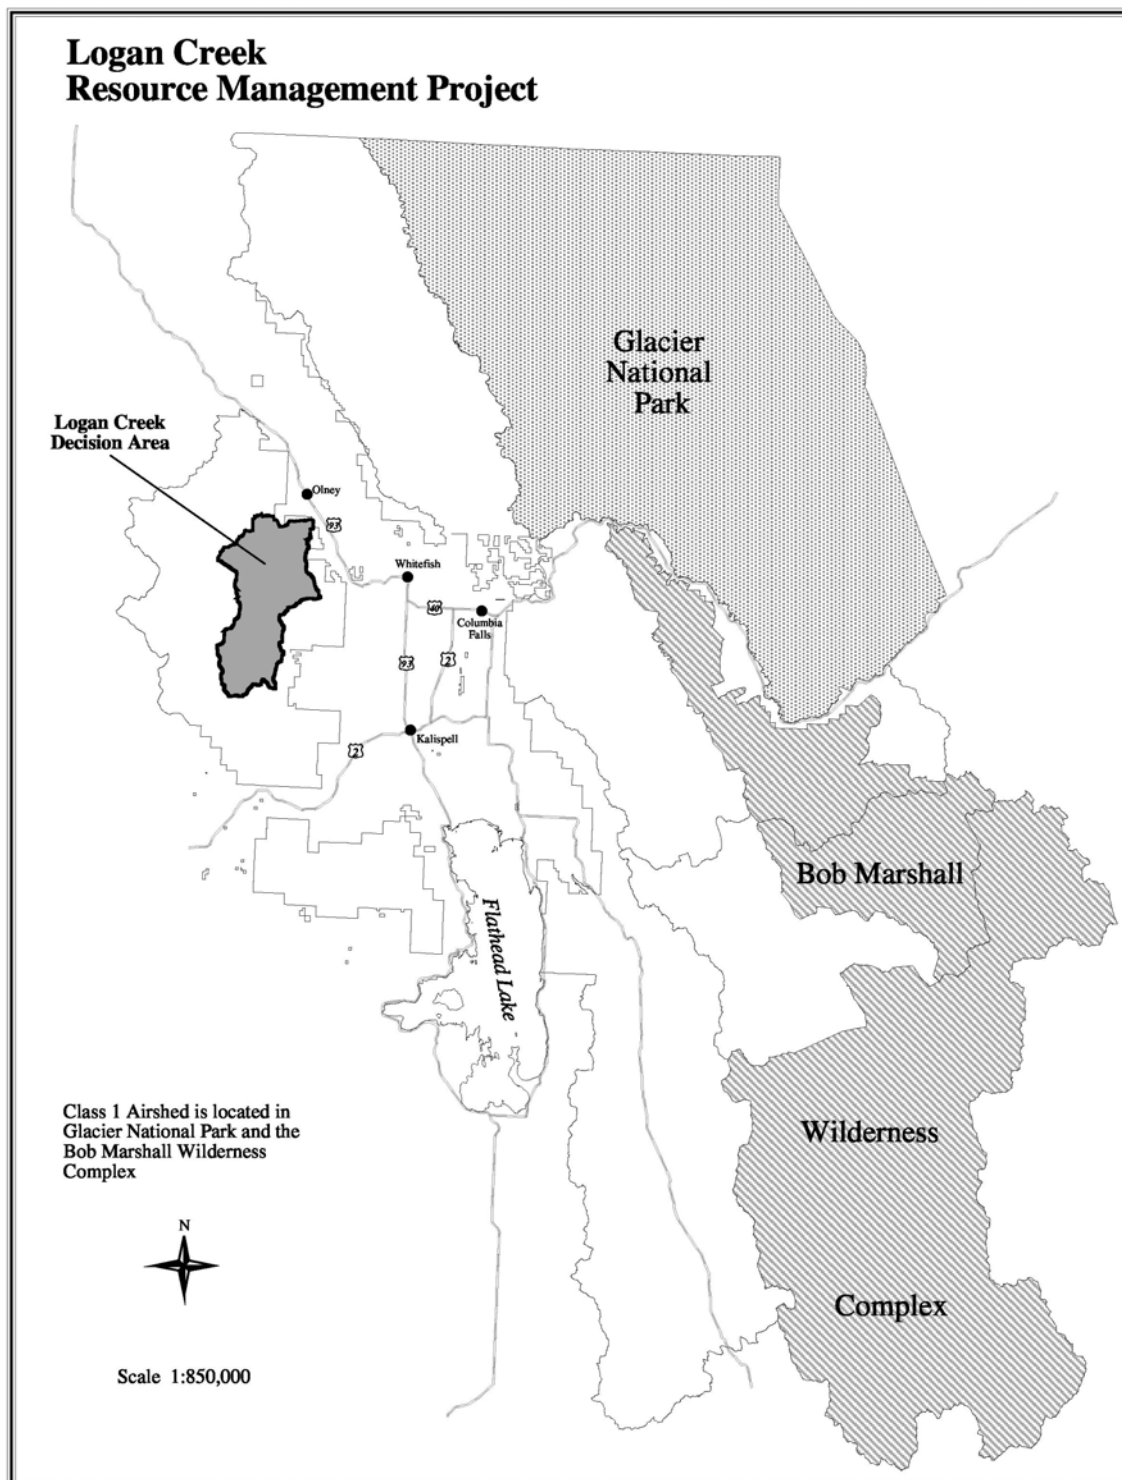 Logan Creek
Resource Management Project
Glacier
National
Park
Logan Creek
Decision Area
Olney
93
Whitefish
40
Columbia
Falls
93
2
Kalispell
2
Bob Marshall
Flathead Lake
Class 1 Airshed is located in
Glacier National Park and the
Bob Marshall Wilderness
Complex
Wilderness
N
Complex
Scale 1:850,000